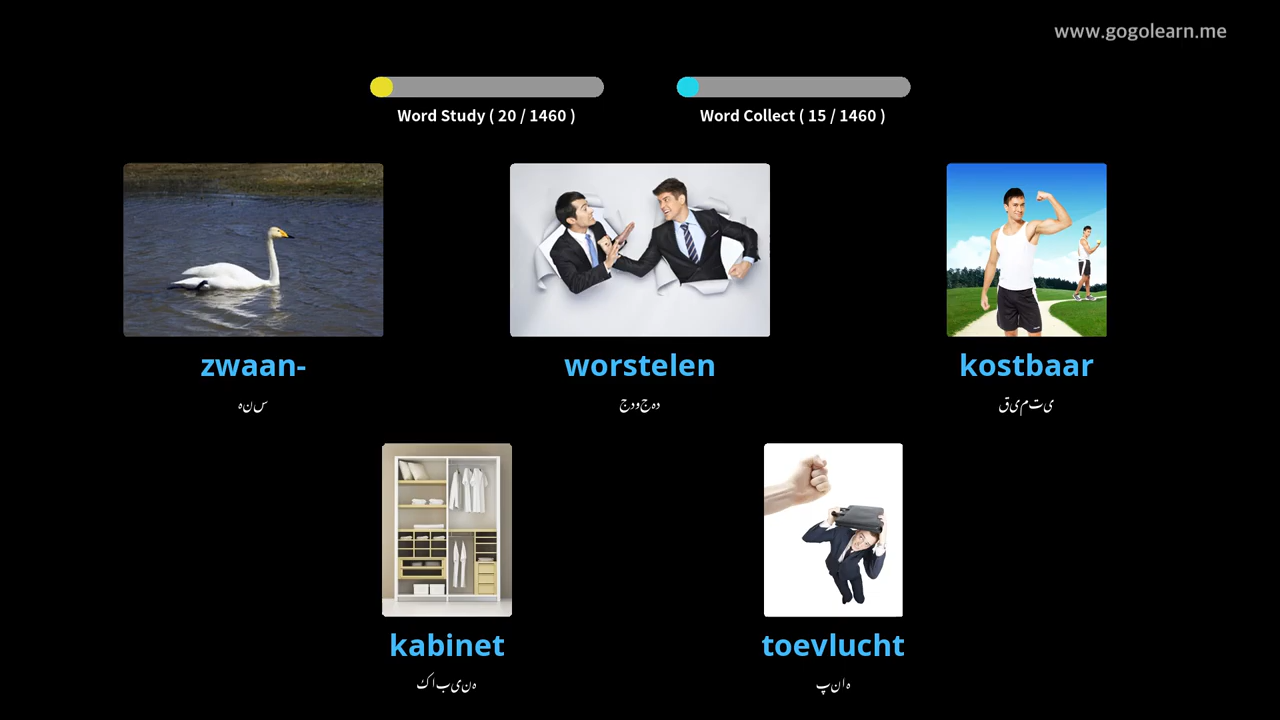 www.gogolearn.me
Word Study ( 20 / 1460 )
Word Collect ( 15 / 1460 )
zwaan-
ہنس
worstelen
جدوجہد
kostbaar
قیمتی
kabinet
کابینہ
toevlucht
پناہ